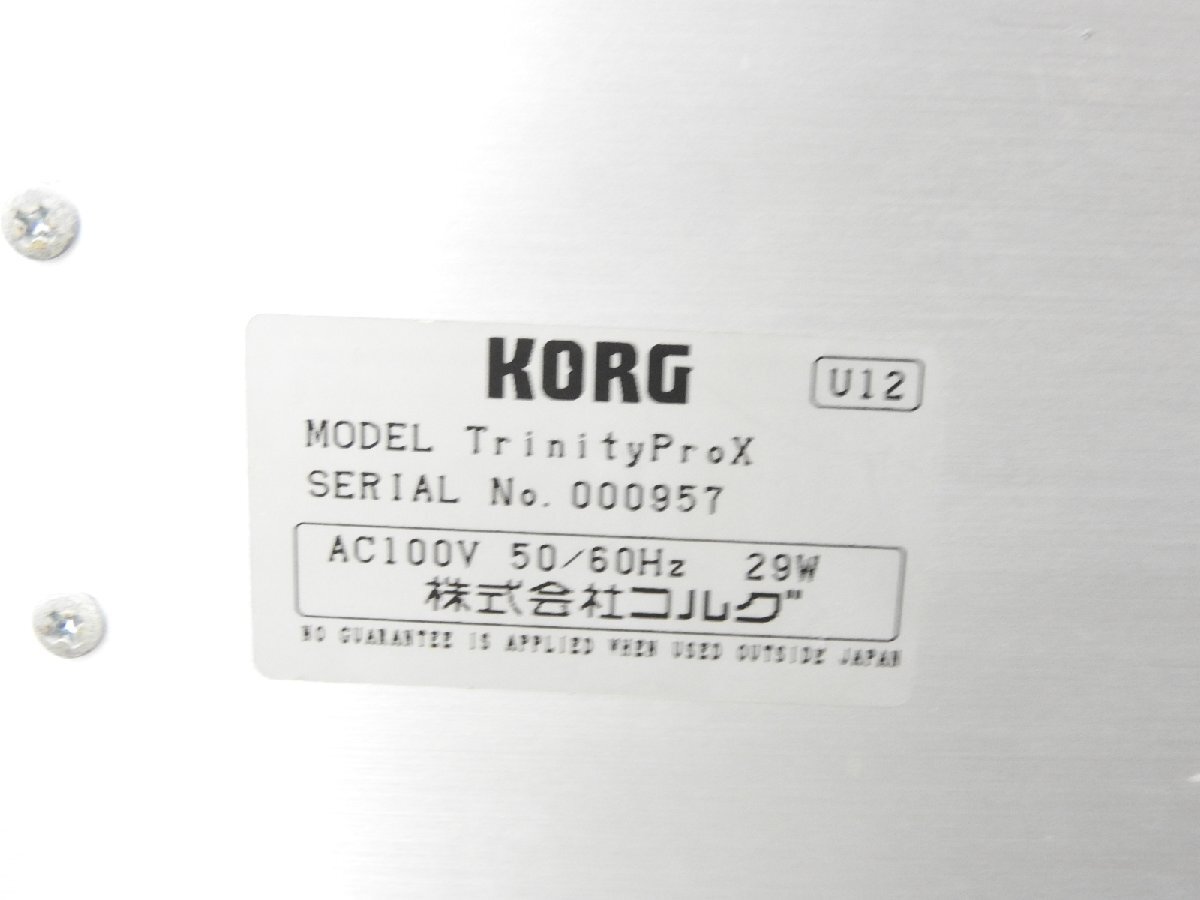 KORG
U12
MODEL TrinityProX
SERIAL No. 000957
AC100V 50/60Hz 29W
株式会社コルグ
NO GUARANTEE IS APPLIED WHEN USED OUTSIDE JAPAN